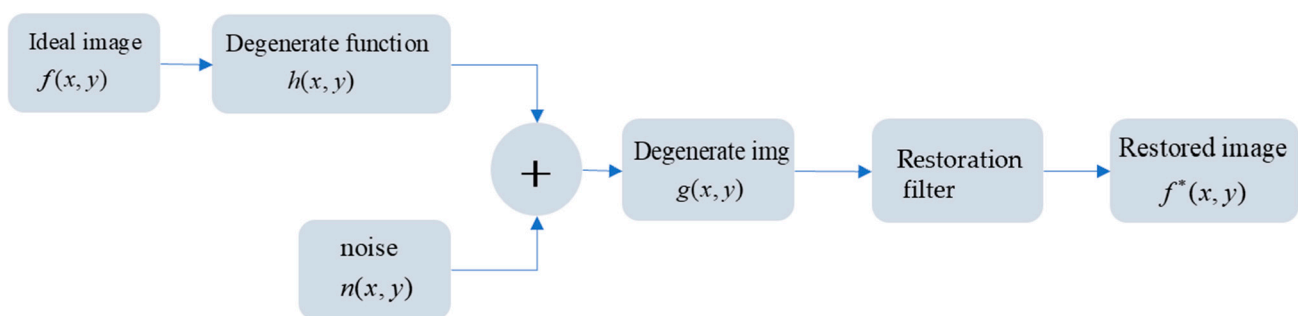 Ideal image
f(x, y)
Degenerate function
h(x, y)
+
noise
n(x, y)
Degenerate img
g(x, y)
Restoration
filter
Restored image
f*(x, y)